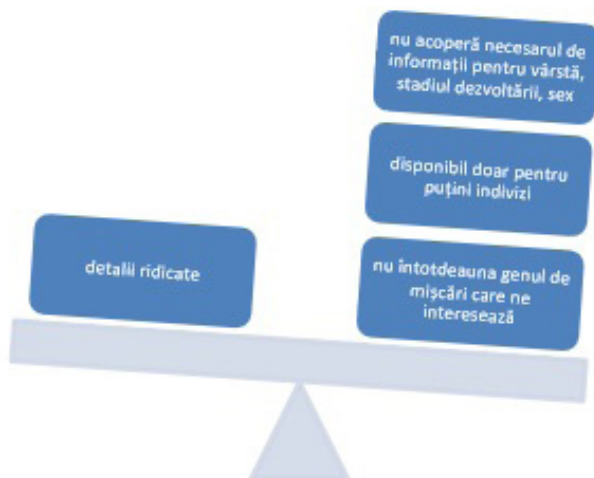 nu acoperă necesarul de
informații pentru vârstă,
stadiul dezvoltării, sex
disponibil doar pentru
puțini indivizi
detalii ridicate
nu întotdeauna genul de
mișcări care ne
interesează